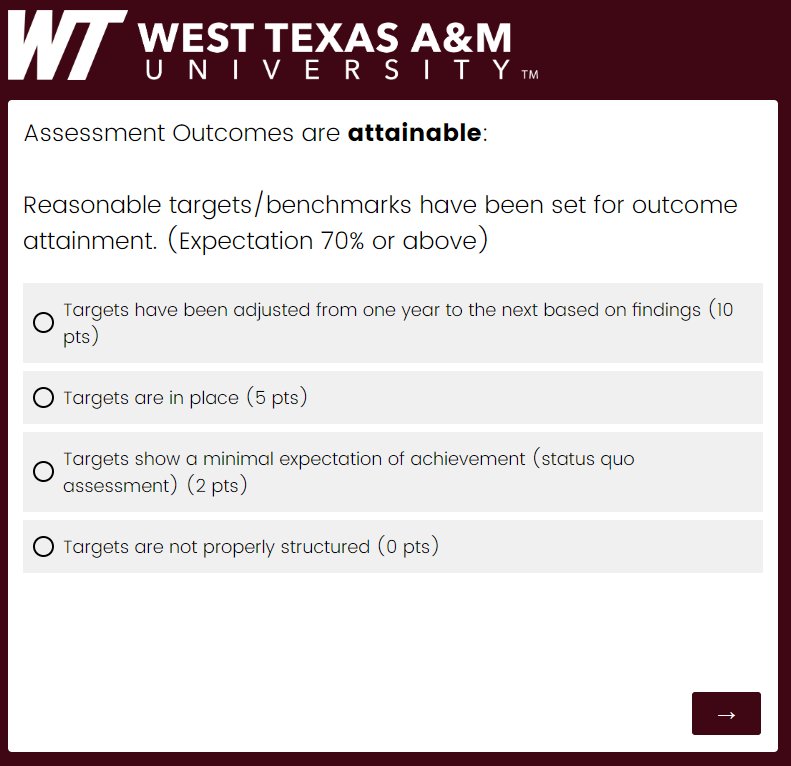 WT WEST TEXAS A&M
UNIVERSITY TM
Assessment Outcomes are attainable:
Reasonable targets/benchmarks have been set for outcome
attainment. (Expectation 70% or above)
Targets have been adjusted from one year to the next based on findings (10
pts)
Targets are in place (5 pts)
Targets show a minimal expectation of achievement (status quo
assessment) (2 pts)
Targets are not properly structured (0 pts)
→